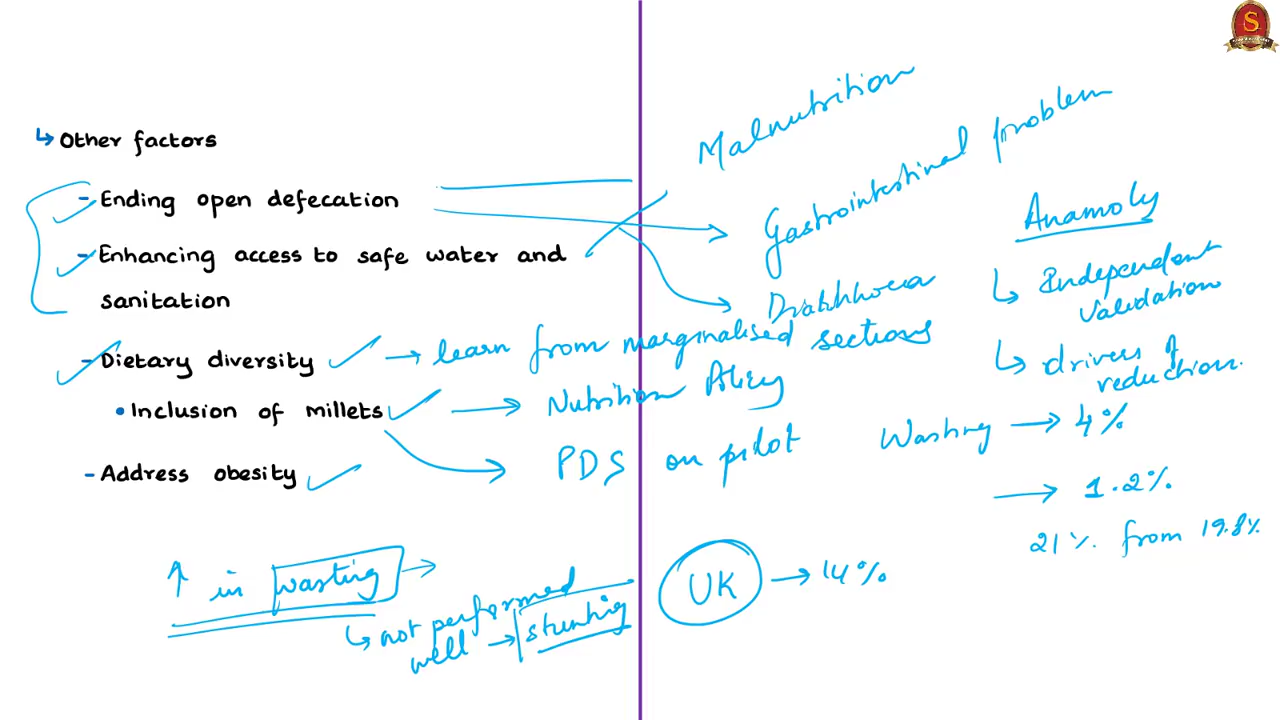 ↳ Other factors
- Ending open defecation
- Enhancing access to safe water and
sanitation
- Dietary diversity → learn from marginalised sections
• Inclusion of millets → Nutrition Policy
→ PDS on pilot
- Address obesity
↑ in wasting →
↳ not performed
well → stunting
Malnutrition
Gastrointestinal problem
UK → 14%
Anamoly
↳ Independent
validation
↳ drivers of
reduction.
Wasting → 4%
→ 1.2%
21% from 19.8%
S